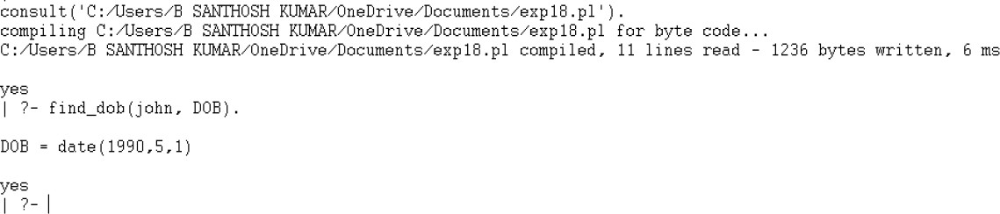 consult('C:/Users/B SANTHOSH KUMAR/OneDrive/Documents/exp18.pl').
compiling C:/Users/B SANTHOSH KUMAR/OneDrive/Documents/exp18.pl for byte code...
C:/Users/B SANTHOSH KUMAR/OneDrive/Documents/exp18.pl compiled, 11 lines read - 1236 bytes written, 6 ms
yes
| ?- find_dob(john, DOB).
DOB = date(1990,5,1)
yes
| ?-